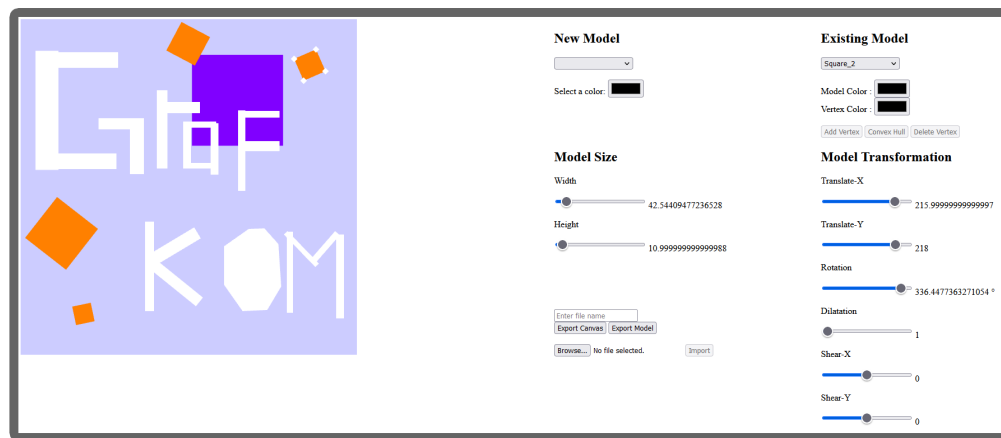 Graf
KOM
New Model
Select a color:
Model Size
Width
42.54409477236528
Height
10.999999999999988
Enter file name
Export Canvas Export Model
Browse... No file selected. Import
Existing Model
Square_2
Model Color :
Vertex Color :
Add Vertex Convex Hull Delete Vertex
Model Transformation
Translate-X
215.99999999999997
Translate-Y
218
Rotation
336.4477363271054 °
Dilatation
1
Shear-X
0
Shear-Y
0